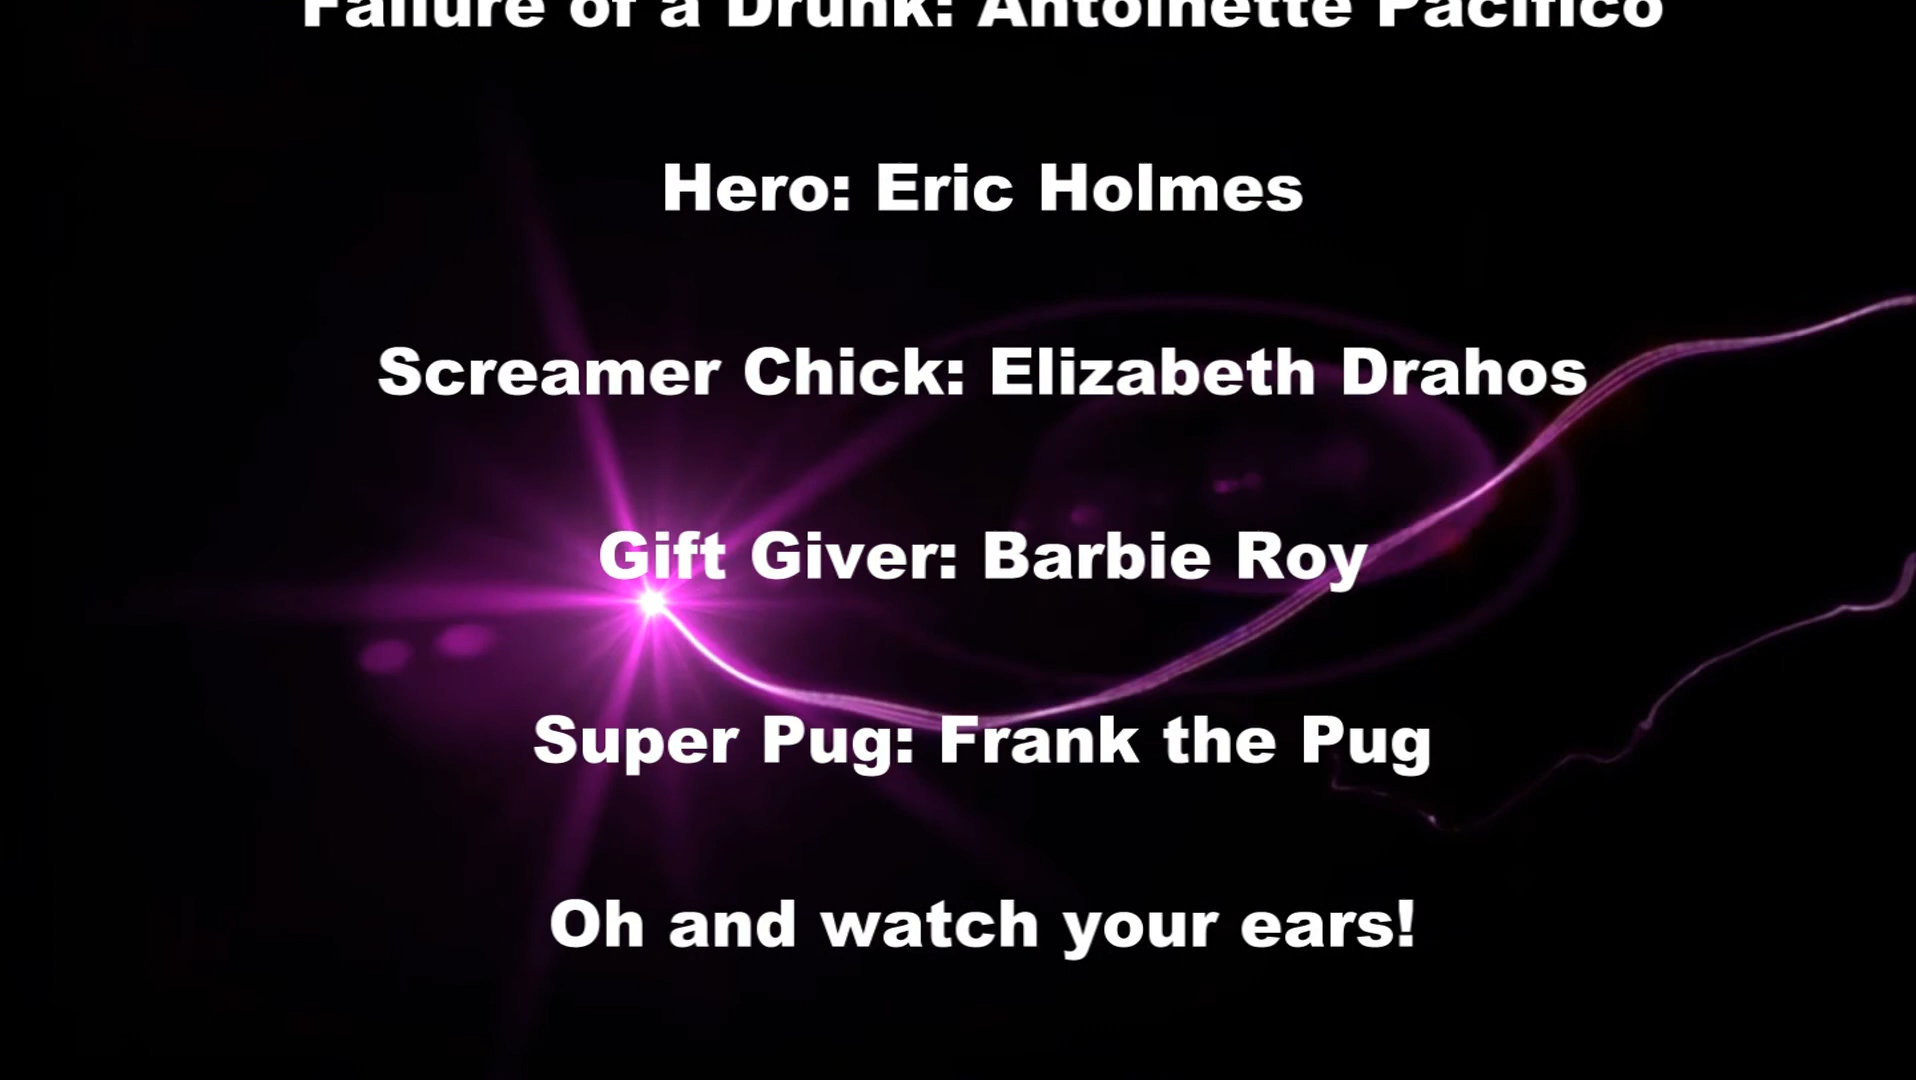 Failure of a Drunk: Antoinette Pacifico
Hero: Eric Holmes
Screamer Chick: Elizabeth Drahos
Gift Giver: Barbie Roy
Super Pug: Frank the Pug
Oh and watch your ears!